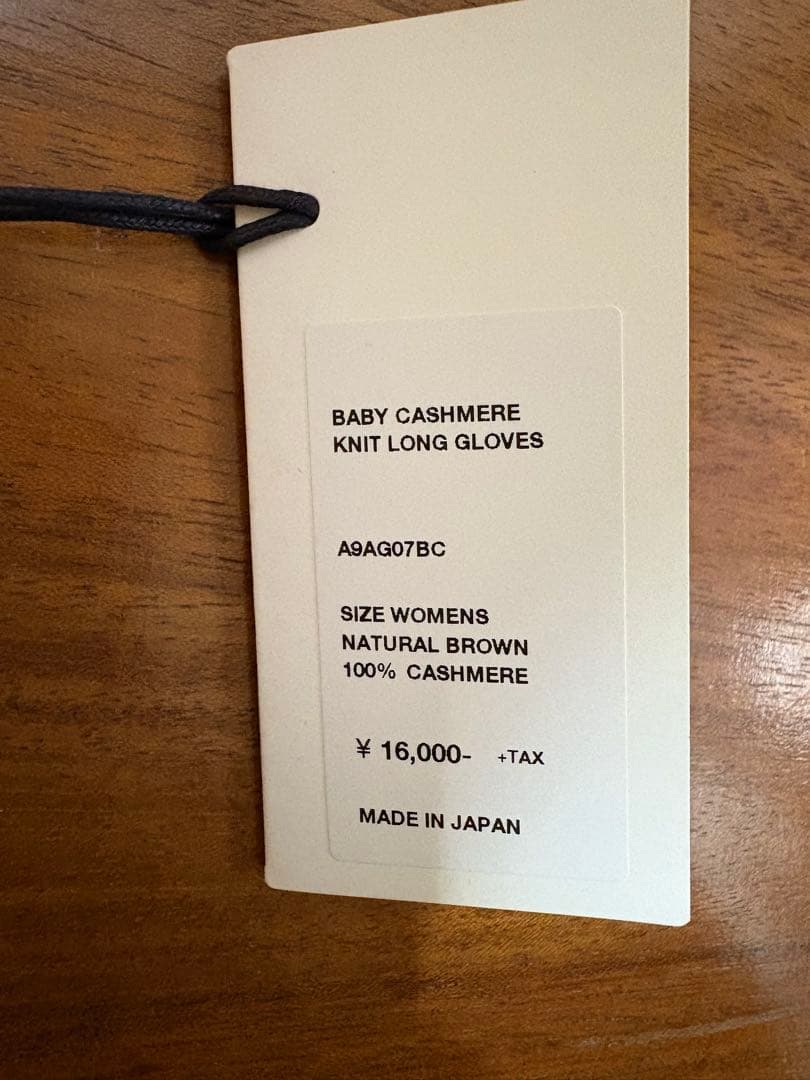 BABY CASHMERE
KNIT LONG GLOVES
A9AG07BC
SIZE WOMENS
NATURAL BROWN
100% CASHMERE
¥ 16,000- +TAX
MADE IN JAPAN